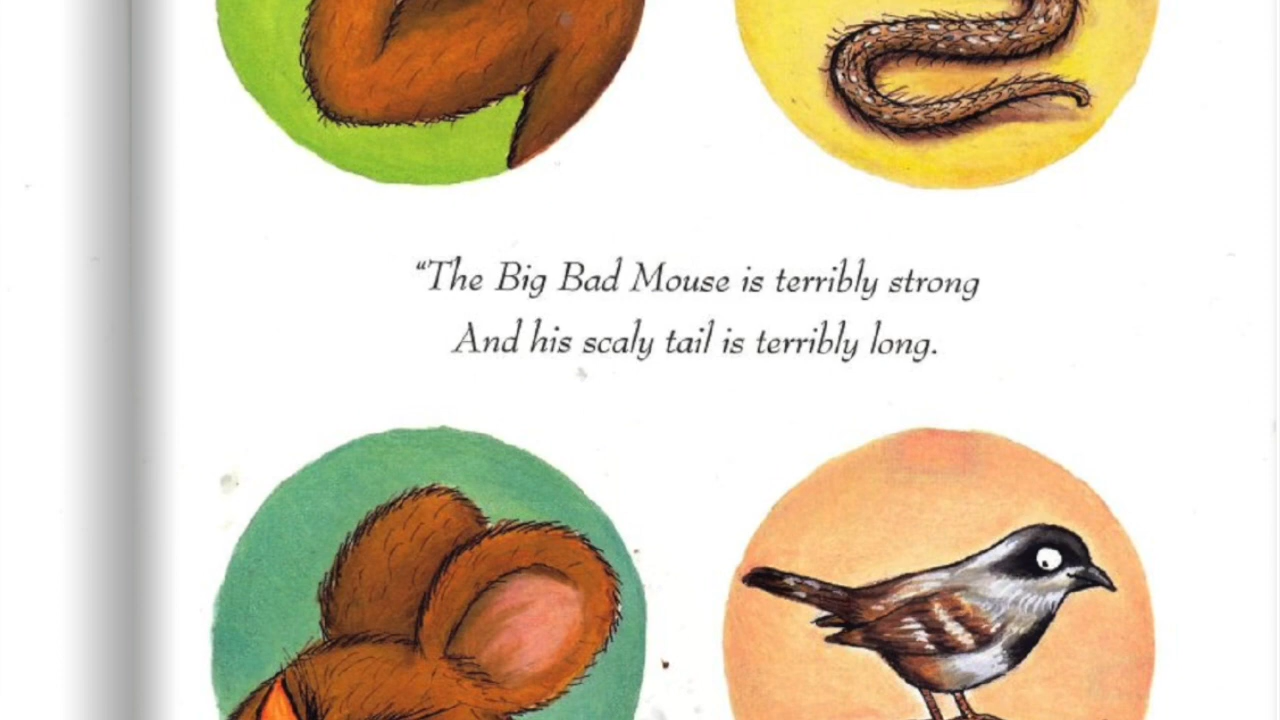 “The Big Bad Mouse is terribly strong
And his scaly tail is terribly long.